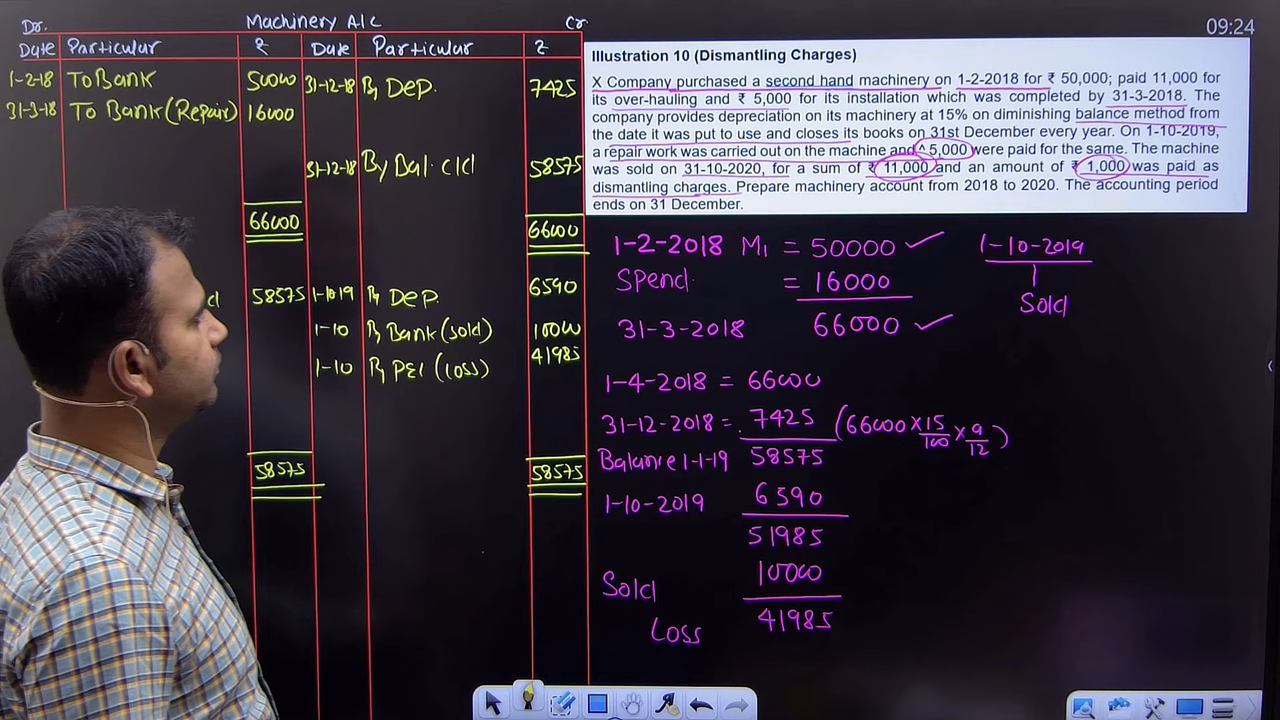 09:24
Dr. Machinery A/c Cr
Date Particular ₹ Date Particular ₹
1-2-18 To Bank 50000 31-12-18 By Dep. 7425
31-3-18 To Bank (Repair) 16000
31-12-18 By Bal. c/d 58575
66000 66000
58575 1-10-19 By Dep. 6590
1-10 By Bank (sold) 10000
1-10 By P&L (Loss) 41985
58575 58575
Illustration 10 (Dismantling Charges)
X Company purchased a second hand machinery on 1-2-2018 for ₹ 50,000; paid 11,000 for
its over-hauling and ₹ 5,000 for its installation which was completed by 31-3-2018. The
company provides depreciation on its machinery at 15% on diminishing balance method from
the date it was put to use and closes its books on 31st December every year. On 1-10-2019,
a repair work was carried out on the machine and ^ 5,000 were paid for the same. The machine
was sold on 31-10-2020, for a sum of ₹ 11,000 and an amount of ₹ 1,000 was paid as
dismantling charges. Prepare machinery account from 2018 to 2020. The accounting period
ends on 31 December.
1-2-2018 M1 = 50000
Spend = 16000
31-3-2018 66000
1-10-2019
Sold
1-4-2018 = 66000
31-12-2018 = 7425 (66000 × 15/100 × 9/12)
Balance 1-1-19 58575
1-10-2019 6590
51985
Sold 10000
Loss 41985